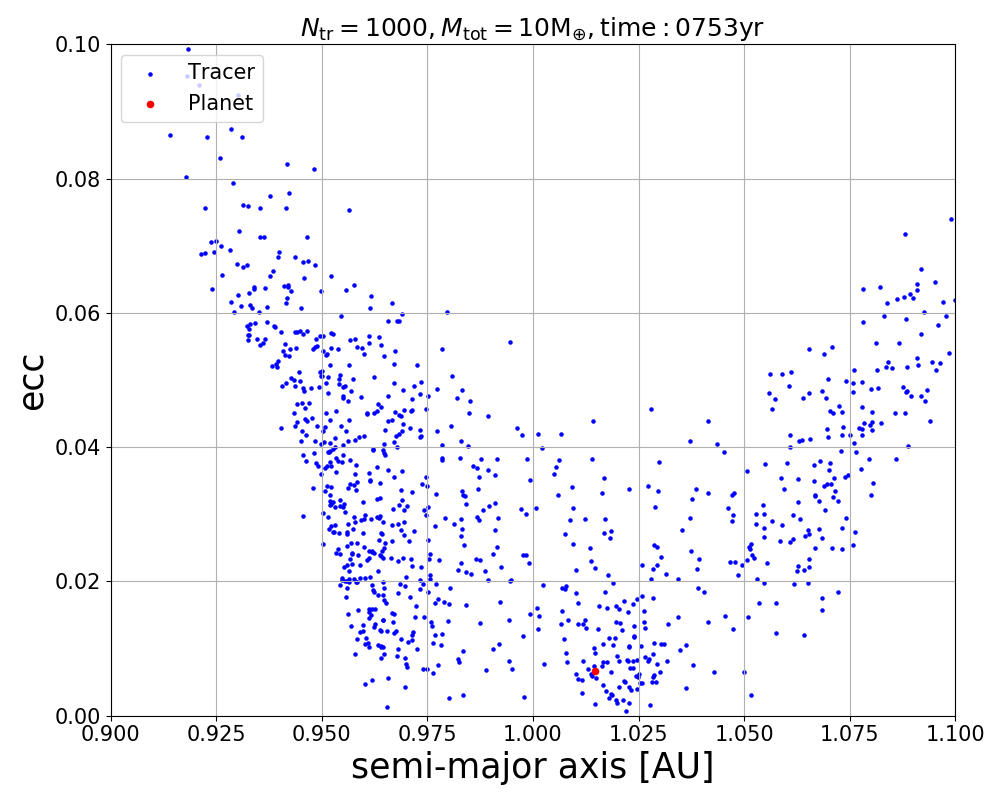 N_tr = 1000, M_tot = 10M_⊕, time : 0753yr
0.10
Tracer
Planet
0.08
0.06
0.04
0.02
0.00
ecc
0.900 0.925 0.950 0.975 1.000 1.025 1.050 1.075 1.100
semi-major axis [AU]